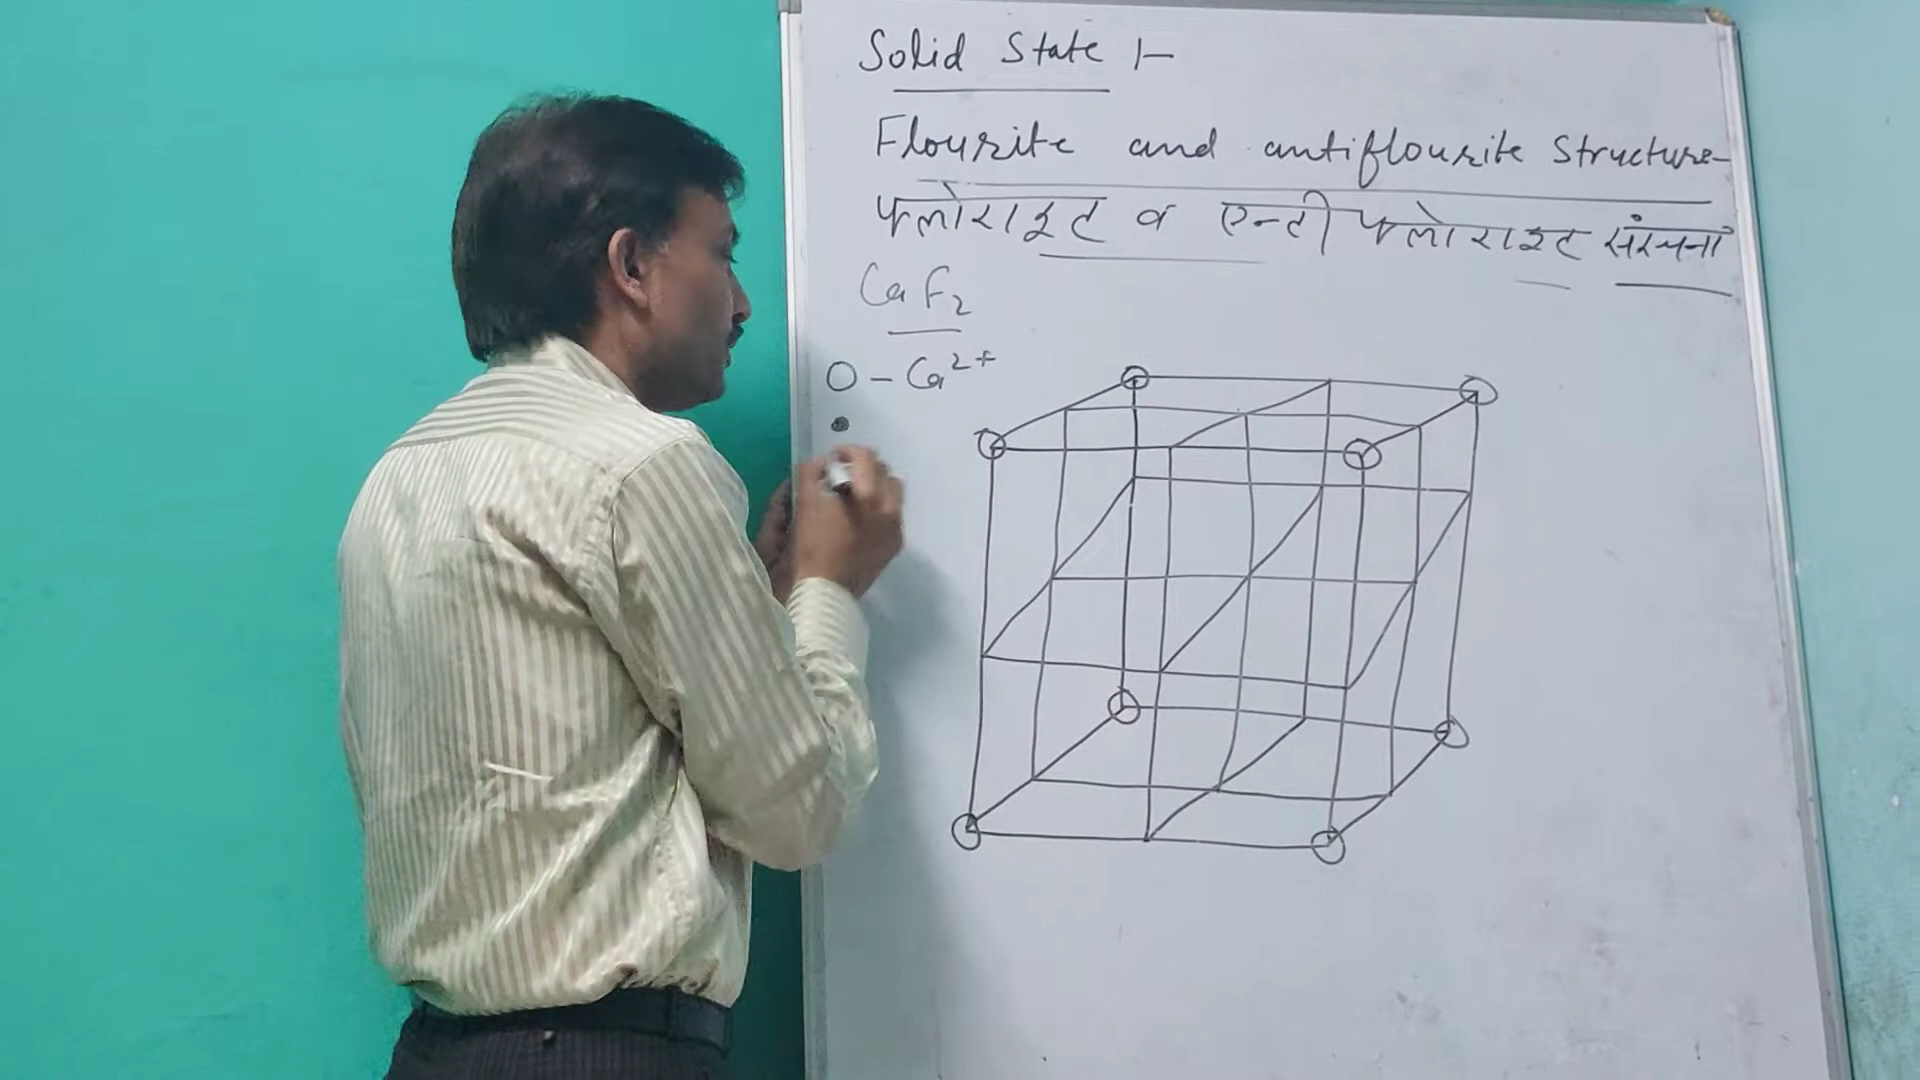 Solid State :-
Flourite and antiflourite Structure-
फ्लोराइट व एन्टी फ्लोराइट संरचना
CaF2
O - Ca2+